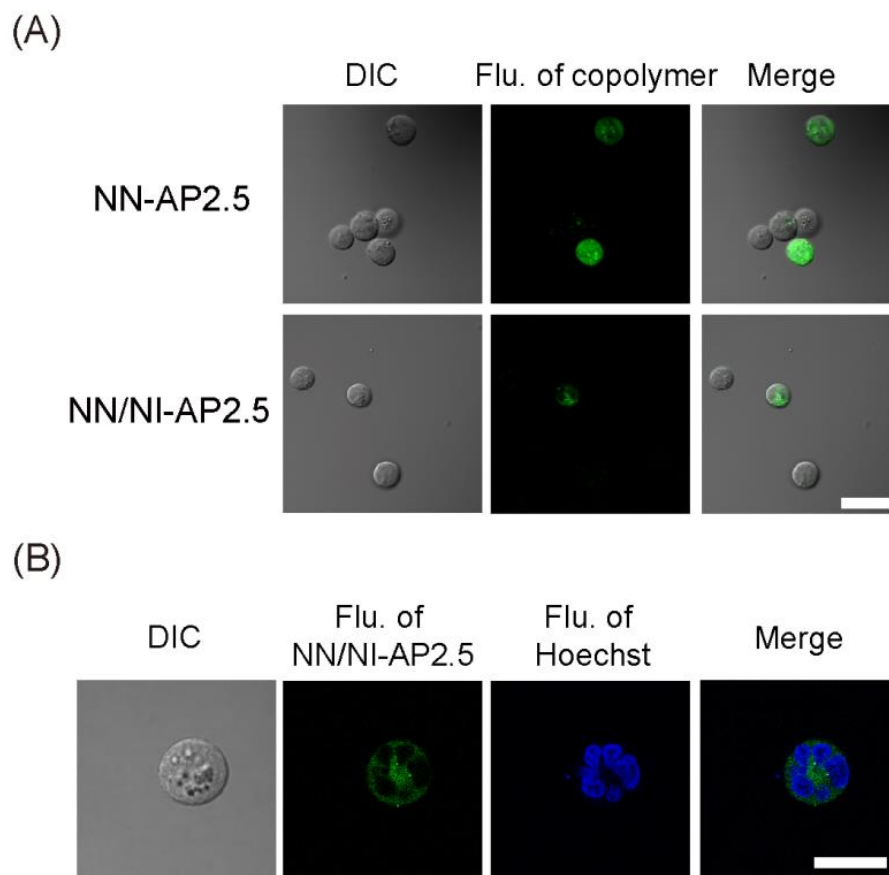 (A)
DIC
Flu. of copolymer
Merge
NN-AP2.5
NN/NI-AP2.5
(B)
DIC
Flu. of
NN/NI-AP2.5
Flu. of
Hoechst
Merge